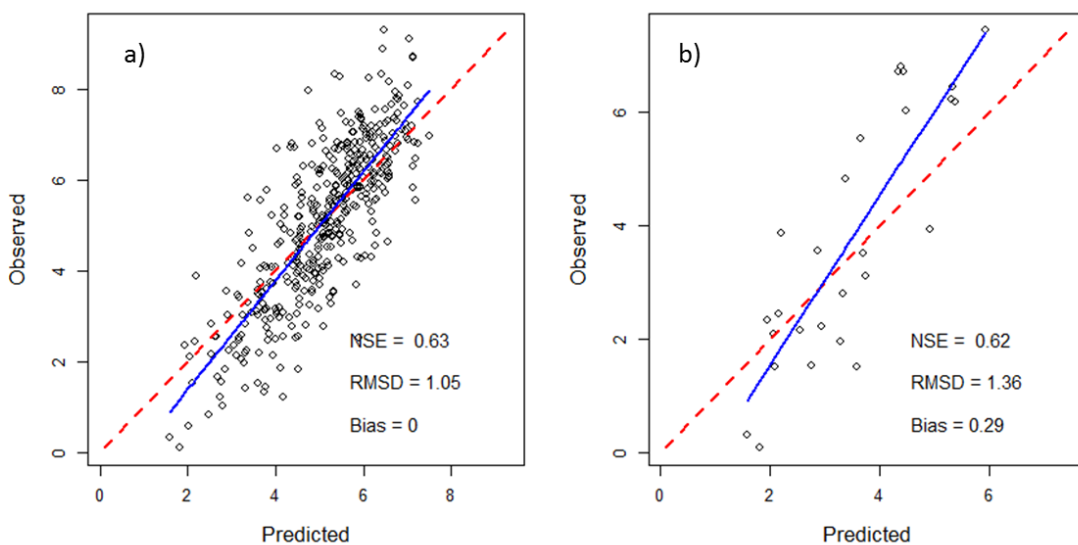 a)
Observed
8
6
4
2
0
NSE = 0.63
RMSD = 1.05
Bias = 0
0 2 4 6 8
Predicted
b)
Observed
6
4
2
0
NSE = 0.62
RMSD = 1.36
Bias = 0.29
0 2 4 6
Predicted